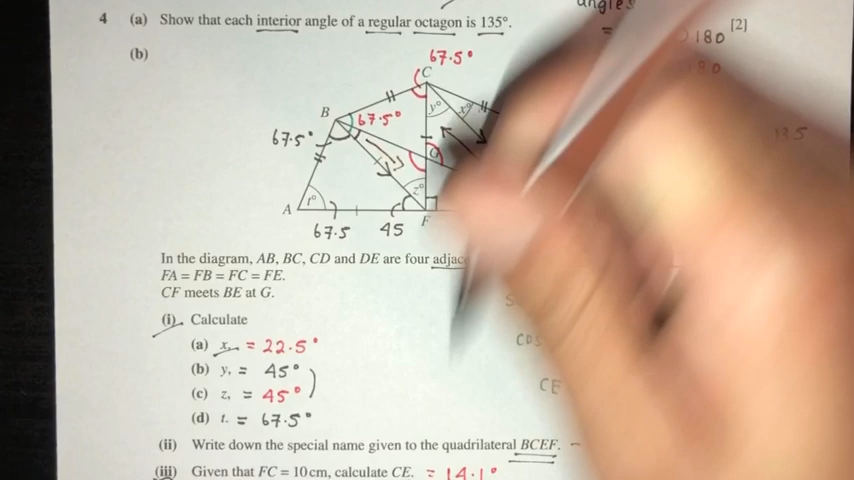 angles
4 (a) Show that each interior angle of a regular octagon is 135°.
= 180 [2]
(b)
67.5°
C
B 67.5° y° x°
67.5°
135
G
z°
A t° F
67.5 45
In the diagram, AB, BC, CD and DE are four
FA = FB = FC = FE.
CF meets BE at G.
(i) Calculate
(a) x, = 22.5°
(b) y, = 45°
CE
(c) z, = 45°
(d) t. = 67.5°
(ii) Write down the special name given to the quadrilateral BCEF.
(iii) Given that FC = 10 cm, calculate CE. = 14.1°